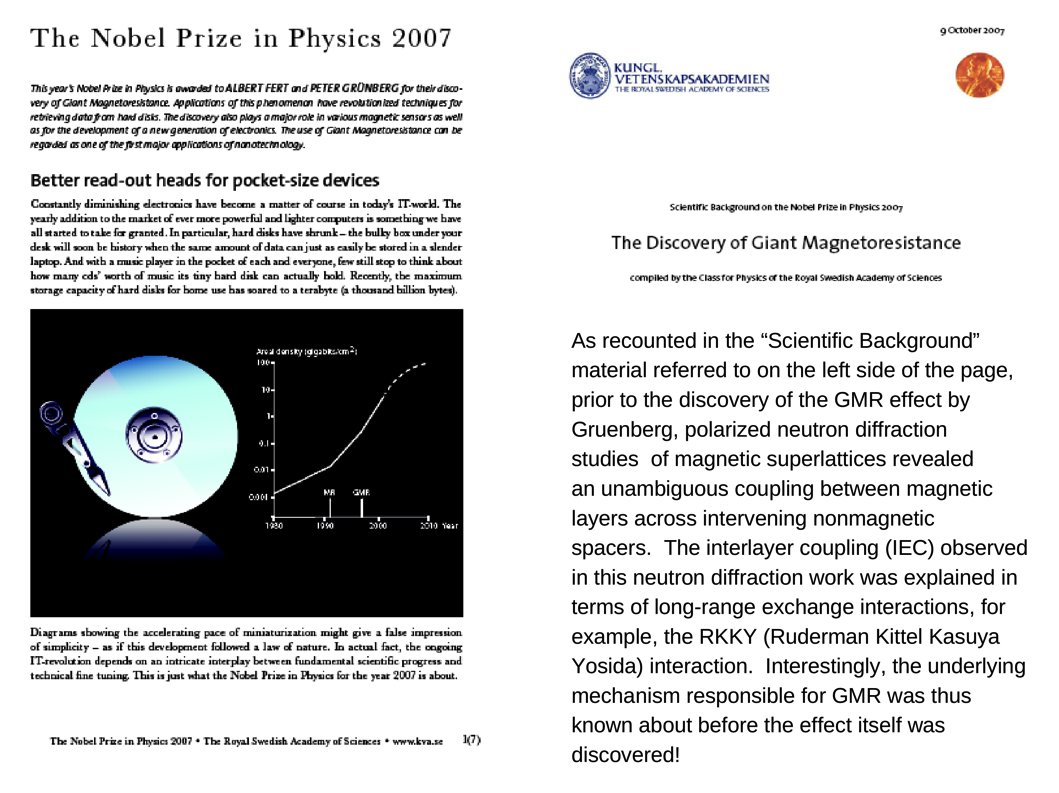 The Nobel Prize in Physics 2007
This year's Nobel Prize in Physics is awarded to ALBERT FERT and PETER GRÜNBERG for their disco-
very of Giant Magnetoresistance. Applications of this phenomenon have revolutionized techniques for
retrieving data from hard disks. The discovery also plays a major role in various magnetic sensors as well
as for the development of a new generation of electronics. The use of Giant Magnetoresistance can be
regarded as one of the first major applications of nanotechnology.
Better read-out heads for pocket-size devices
Constantly diminishing electronics have become a matter of course in today's IT-world. The
yearly addition to the market of ever more powerful and lighter computers is something we have
all started to take for granted. In particular, hard disks have shrunk – the bulky box under your
desk will soon be history when the same amount of data can just as easily be stored in a slender
laptop. And with a music player in the pocket of each and everyone, few still stop to think about
how many cds' worth of music its tiny hard disk can actually hold. Recently, the maximum
storage capacity of hard disks for home use has soared to a terabyte (a thousand billion bytes).
Areal density (gigabits/cm2)
100
10
1
0.1
0.01
0.001
MR GMR
1980 1990 2000 2010 Year
Diagrams showing the accelerating pace of miniaturization might give a false impression
of simplicity – as if this development followed a law of nature. In actual fact, the ongoing
IT-revolution depends on an intricate interplay between fundamental scientific progress and
technical fine tuning. This is just what the Nobel Prize in Physics for the year 2007 is about.
The Nobel Prize in Physics 2007 • The Royal Swedish Academy of Sciences • www.kva.se 1(7)
9 October 2007
KUNGL.
VETENSKAPSAKADEMIEN
THE ROYAL SWEDISH ACADEMY OF SCIENCES
Scientific Background on the Nobel Prize in Physics 2007
The Discovery of Giant Magnetoresistance
compiled by the Class for Physics of the Royal Swedish Academy of Sciences
As recounted in the “Scientific Background”
material referred to on the left side of the page,
prior to the discovery of the GMR effect by
Gruenberg, polarized neutron diffraction
studies of magnetic superlattices revealed
an unambiguous coupling between magnetic
layers across intervening nonmagnetic
spacers. The interlayer coupling (IEC) observed
in this neutron diffraction work was explained in
terms of long-range exchange interactions, for
example, the RKKY (Ruderman Kittel Kasuya
Yosida) interaction. Interestingly, the underlying
mechanism responsible for GMR was thus
known about before the effect itself was
discovered!